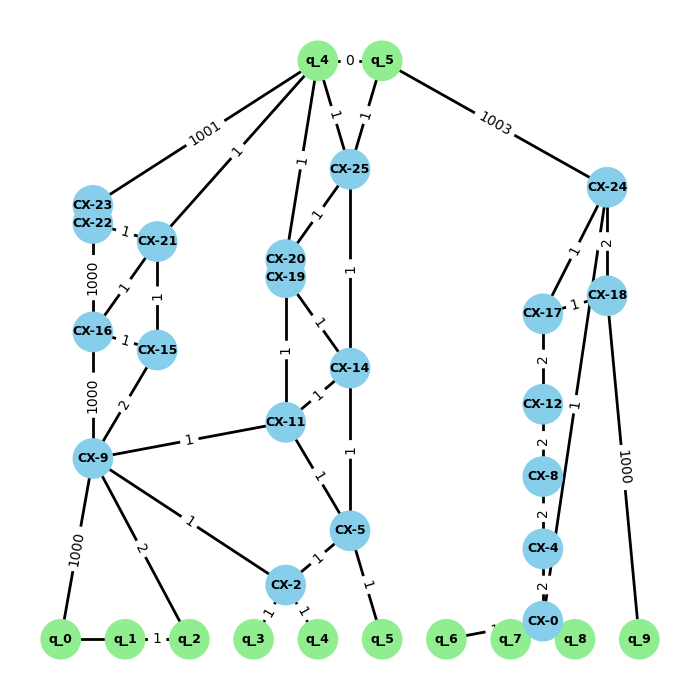 q_4 0 q_5
1 1
1001
1003
1
1
CX-25
CX-24
CX-23
1
CX-22 1 CX-21
1 2
CX-20
1
CX-19
1000 1
1 CX-18
1
CX-17 1
1
CX-16 1
CX-15
1
2
CX-14
1000 1
2 1 CX-12 1
CX-11
1
2
1
CX-9
1000
1
CX-8
2
1
CX-5
1000 2
CX-4
1
CX-2 2
1
1 1
CX-0
q_0 q_1 1 q_2 q_3 q_4 q_5 q_6 q_7 q_8 q_9